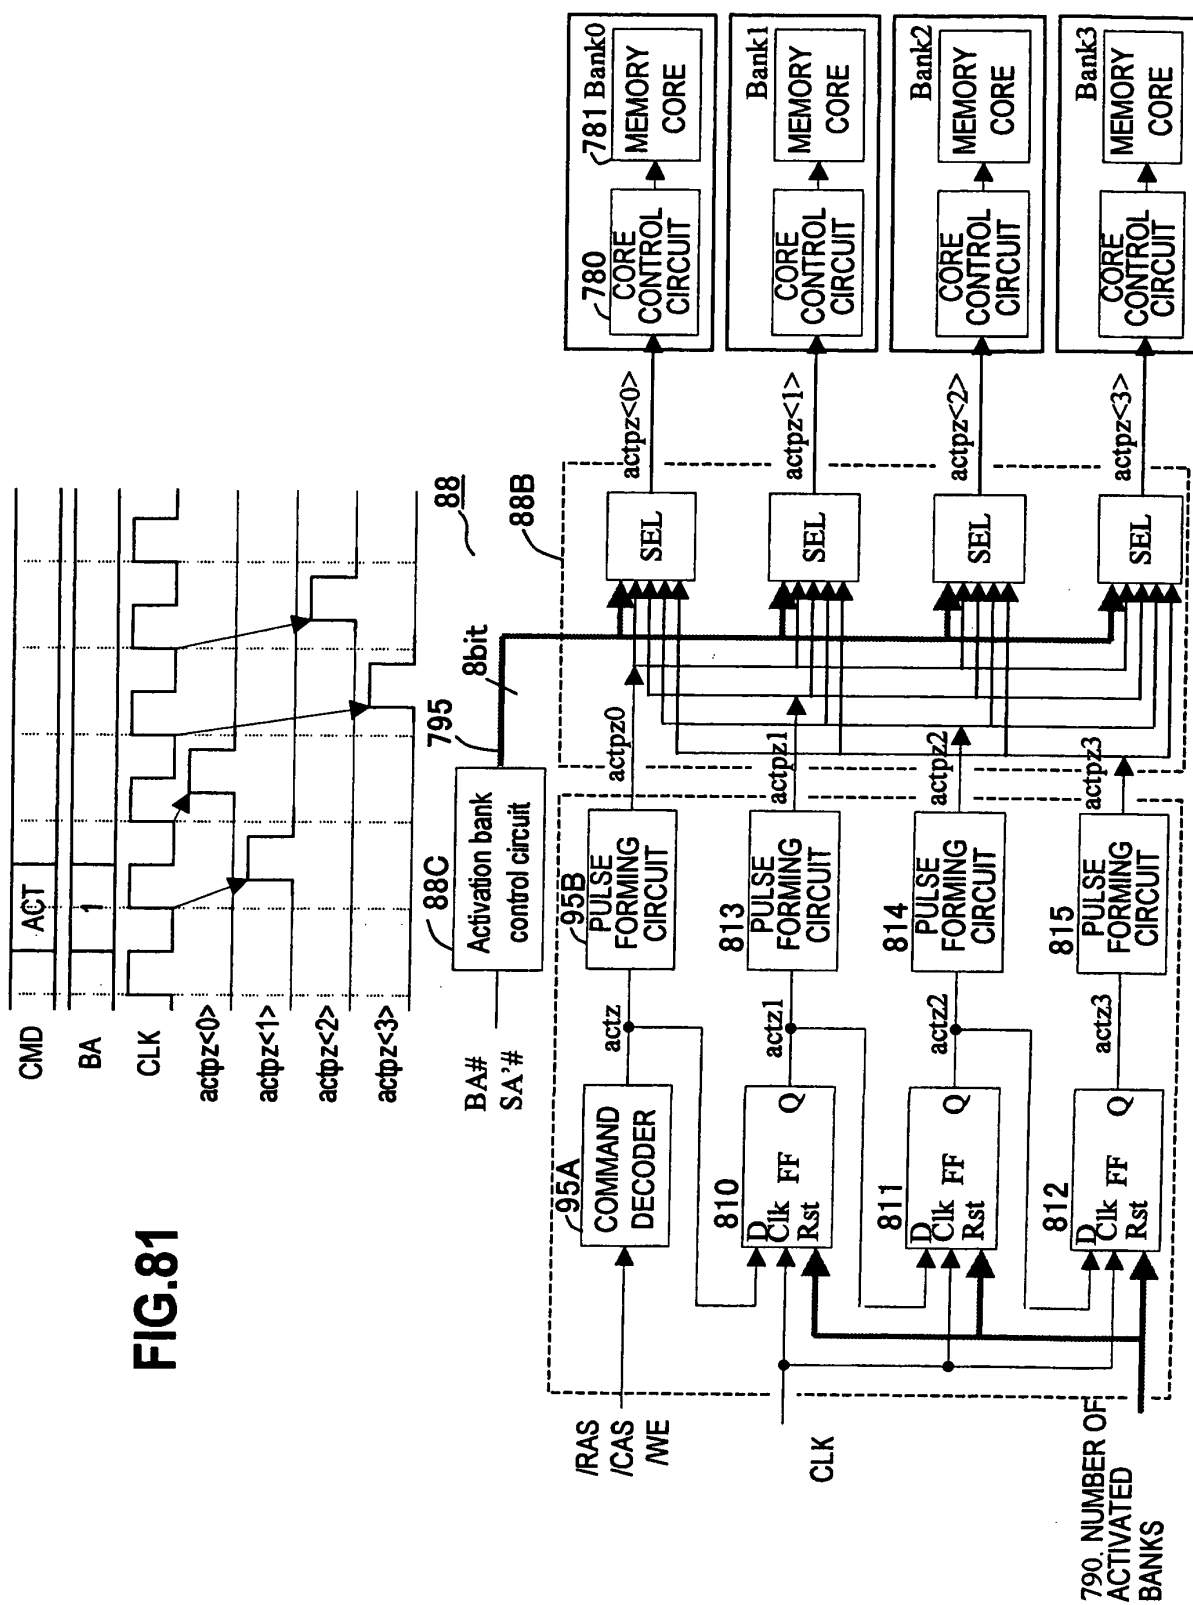 FIG.81
CMD
ACT
BA
1
CLK
actpz<0>
actpz<1>
actpz<2>
actpz<3>
BA#
SA'#
88C
Activation bank
control circuit
795
8bit
88
88B
/RAS
/CAS
/WE
95A
COMMAND
DECODER
actz
95B
PULSE
FORMING
CIRCUIT
actpz0
SEL
actpz<0>
780
CORE
CONTROL
CIRCUIT
781
Bank0
MEMORY
CORE
CLK
810
D
Clk
FF
Rst
Q
actz1
813
PULSE
FORMING
CIRCUIT
actpz1
SEL
actpz<1>
CORE
CONTROL
CIRCUIT
Bank1
MEMORY
CORE
811
D
Clk
FF
Rst
Q
actz2
814
PULSE
FORMING
CIRCUIT
actpz2
SEL
actpz<2>
CORE
CONTROL
CIRCUIT
Bank2
MEMORY
CORE
790. NUMBER OF
ACTIVATED
BANKS
812
D
Clk
FF
Rst
Q
actz3
815
PULSE
FORMING
CIRCUIT
actpz3
SEL
actpz<3>
CORE
CONTROL
CIRCUIT
Bank3
MEMORY
CORE